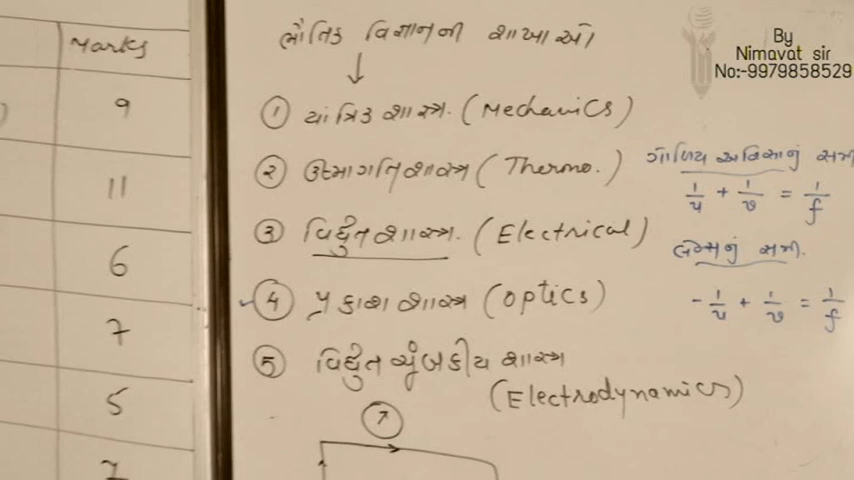 Marks
9
11
6
7
5
7
ભૌતિક વિજ્ઞાનની શાખાઓ
① યાંત્રિક શાસ્ત્ર. (Mechanics)
② ઉષ્માગતિશાસ્ત્ર (Thermo.)
③ વિદ્યુતશાસ્ત્ર. (Electrical)
④ પ્રકાશ શાસ્ત્ર (optics)
⑤ વિદ્યુત ચુંબકીય શાસ્ત્ર
(Electrodynamics)
ગોળિય અરિસાનું સમી
1/u + 1/v = 1/f
લેન્સનું સમી.
-1/u + 1/v = 1/f
By
Nimavat sir
No:-9979858529